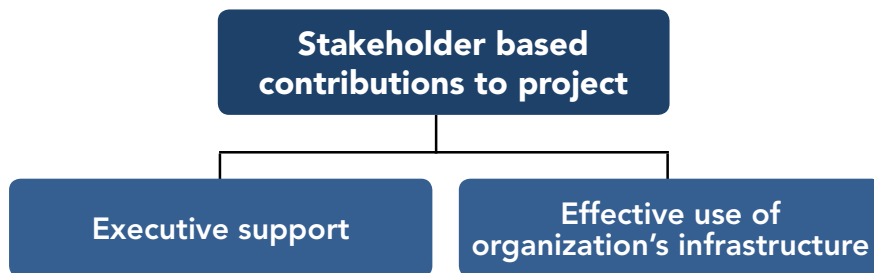 Stakeholder based
contributions to project
Executive support
Effective use of
organization’s infrastructure